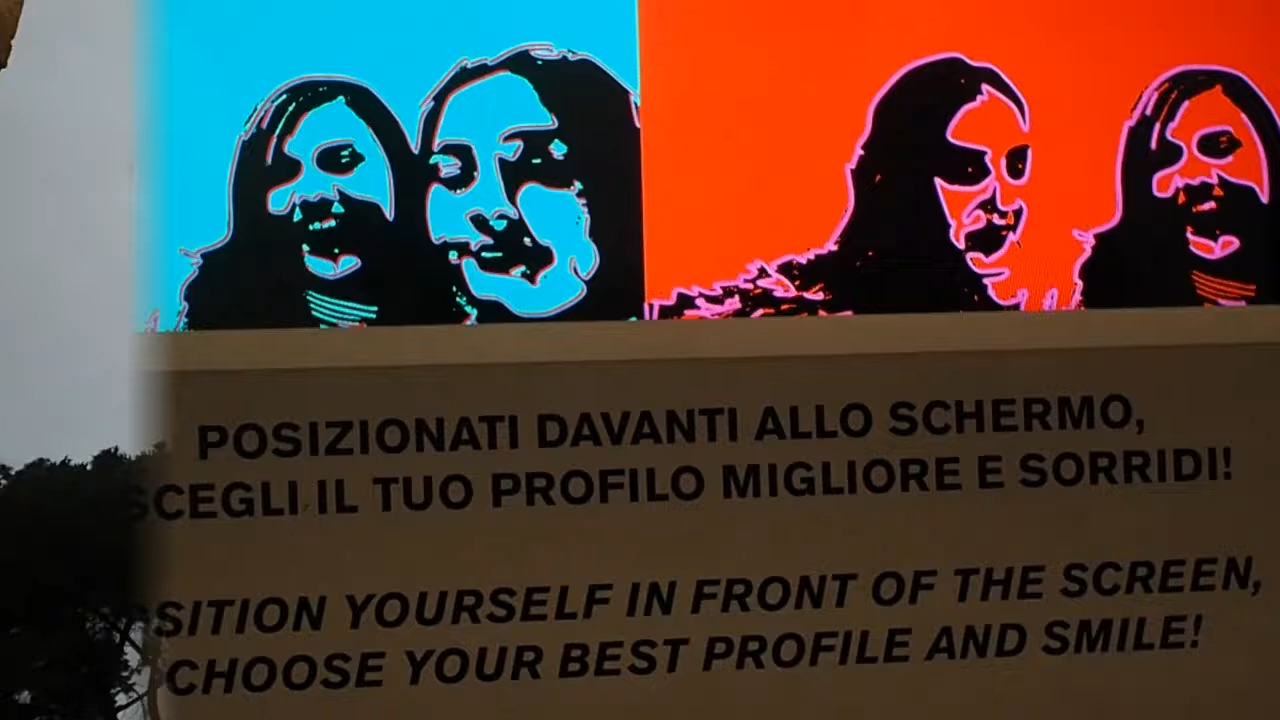 POSIZIONATI DAVANTI ALLO SCHERMO,
SCEGLI IL TUO PROFILO MIGLIORE E SORRIDI!
SITION YOURSELF IN FRONT OF THE SCREEN,
CHOOSE YOUR BEST PROFILE AND SMILE!